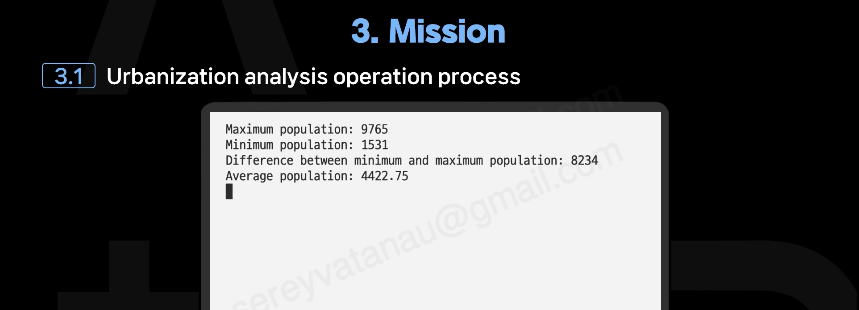 3. Mission
3.1 Urbanization analysis operation process
Maximum population: 9765
Minimum population: 1531
Difference between minimum and maximum population: 8234
Average population: 4422.75
sereyvatanau@gmail.com